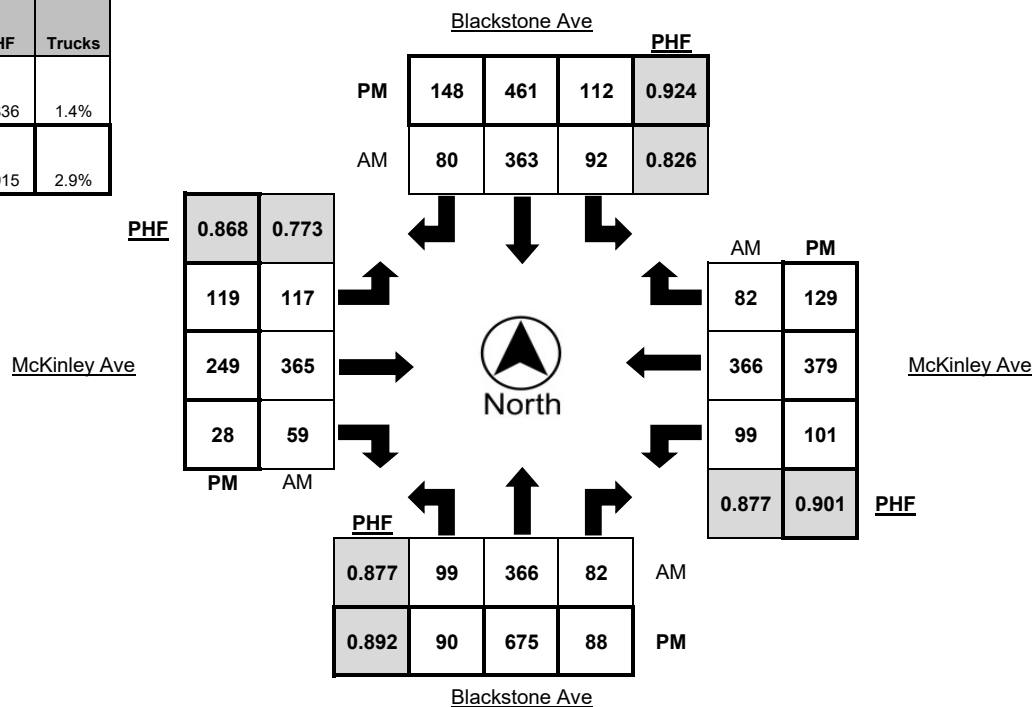 Blackstone Ave
Trucks
PHF
PM 148 461 112 0.924
1.4%
AM 80 363 92 0.826
2.9%
PHF 0.868 0.773
AM PM
119 117
82 129
McKinley Ave 249 365
366 379 McKinley Ave
North
28 59
99 101
PM AM
0.877 0.901 PHF
PHF
0.877 99 366 82 AM
0.892 90 675 88 PM
Blackstone Ave